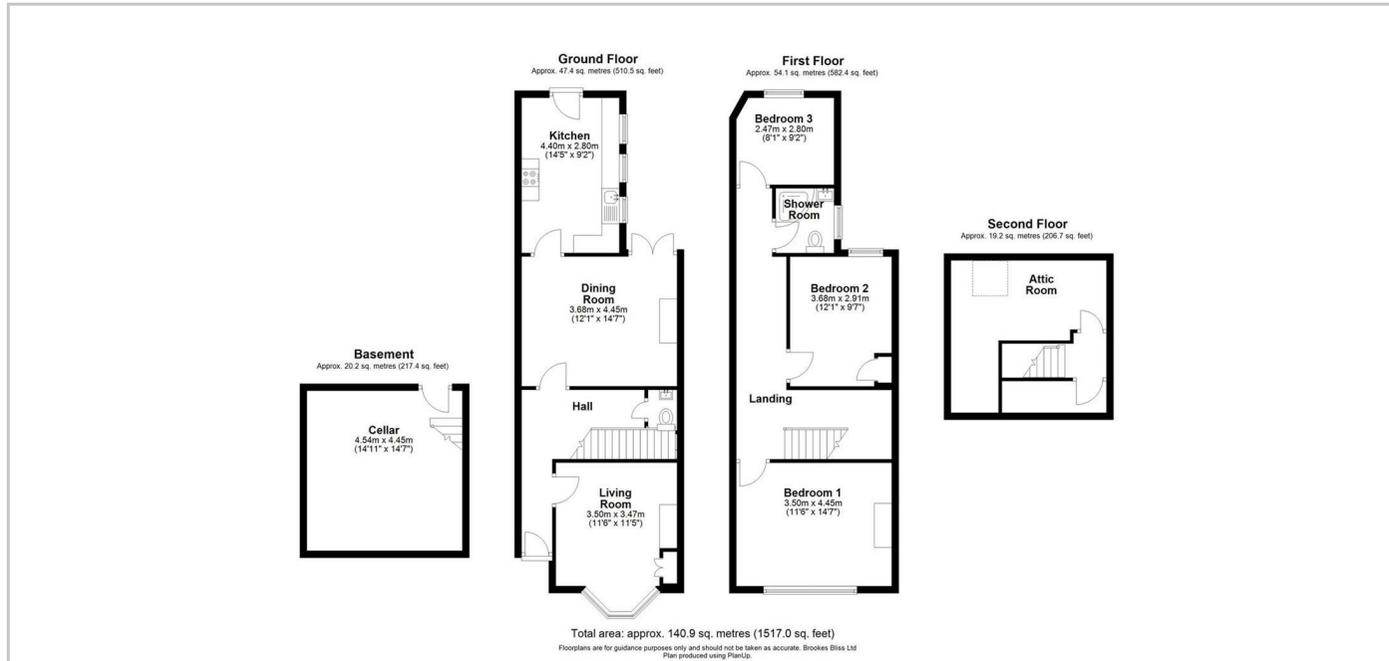 Ground Floor
Approx. 47.4 sq. metres (510.5 sq. feet)
Kitchen
4.40m x 2.80m
(14'5" x 9'2")
Dining
Room
3.68m x 4.45m
(12'1" x 14'7")
Hall
Living
Room
3.50m x 3.47m
(11'6" x 11'5")
First Floor
Approx. 54.1 sq. metres (582.4 sq. feet)
Bedroom 3
2.47m x 2.80m
(8'1" x 9'2")
Shower
Room
Bedroom 2
3.68m x 2.91m
(12'1" x 9'7")
Landing
Bedroom 1
3.50m x 4.45m
(11'6" x 14'7")
Second Floor
Approx. 19.2 sq. metres (206.7 sq. feet)
Attic
Room
Basement
Approx. 20.2 sq. metres (217.4 sq. feet)
Cellar
4.54m x 4.45m
(14'11" x 14'7")
Total area: approx. 140.9 sq. metres (1517.0 sq. feet)
Floorplans are for guidance purposes only and should not be taken as accurate. Brookes Bliss Ltd
Plan produced using PlanUp.